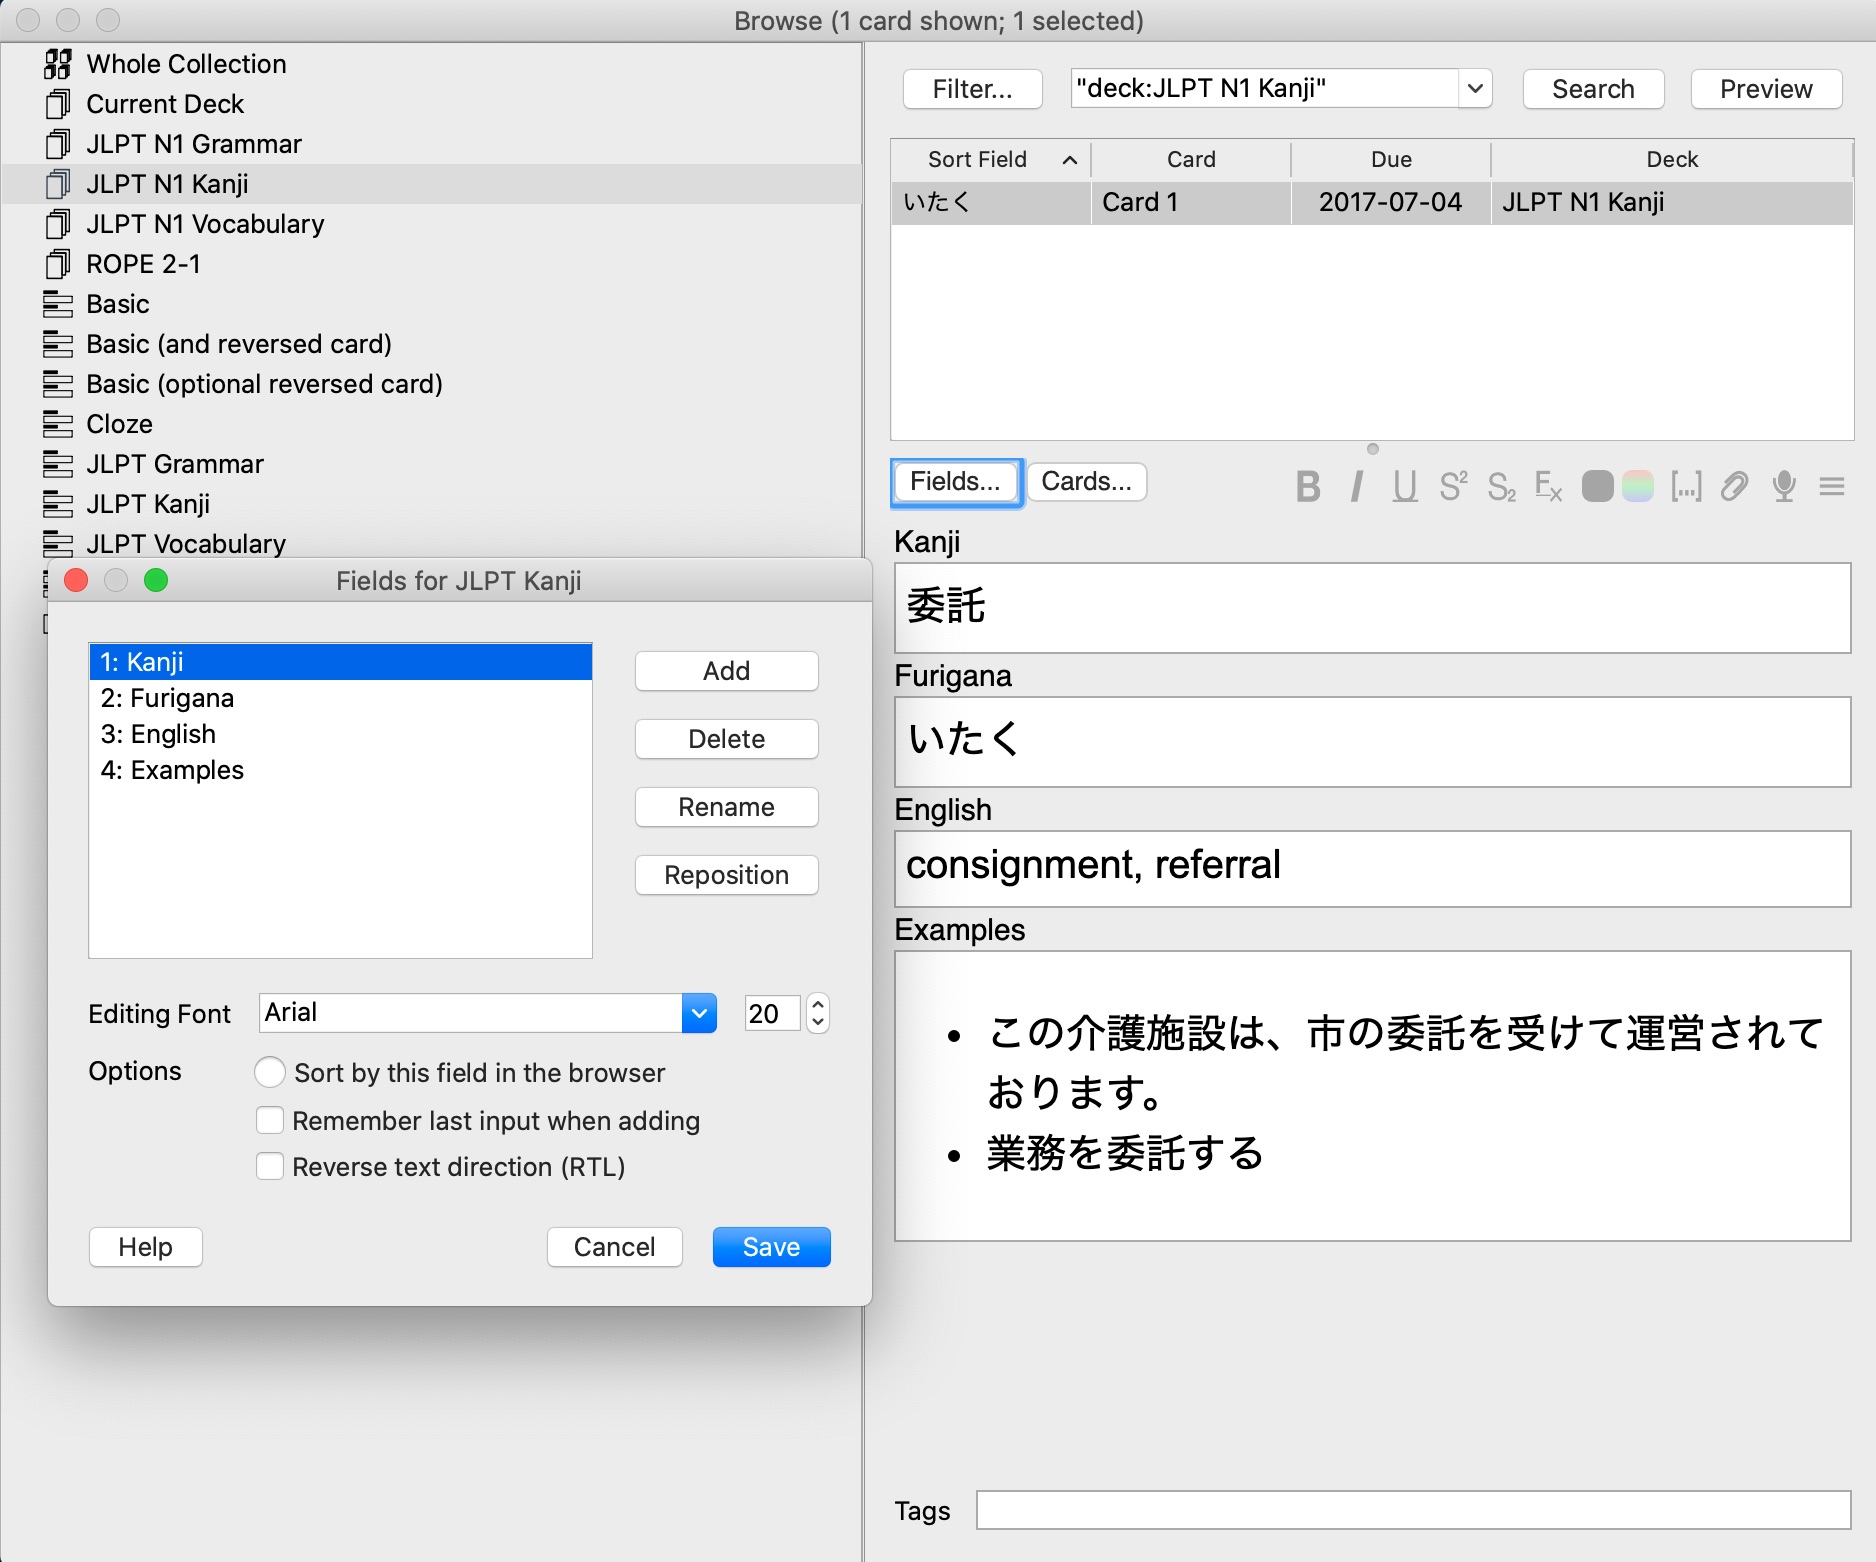 Browse (1 card shown; 1 selected)
Whole Collection
Current Deck
JLPT N1 Grammar
JLPT N1 Kanji
JLPT N1 Vocabulary
ROPE 2-1
Basic
Basic (and reversed card)
Basic (optional reversed card)
Cloze
JLPT Grammar
JLPT Kanji
JLPT Vocabulary
Fields for JLPT Kanji
1: Kanji
2: Furigana
3: English
4: Examples
Add
Delete
Rename
Reposition
Editing Font Arial 20
Options
Sort by this field in the browser
Remember last input when adding
Reverse text direction (RTL)
Help Cancel Save
Filter... "deck:JLPT N1 Kanji" Search Preview
Sort Field Card Due Deck
いたく Card 1 2017-07-04 JLPT N1 Kanji
Fields... Cards... B I U S² S₂ Fx [...]
Kanji
委託
Furigana
いたく
English
consignment, referral
Examples
• この介護施設は、市の委託を受けて運営されて
おります。
• 業務を委託する
Tags